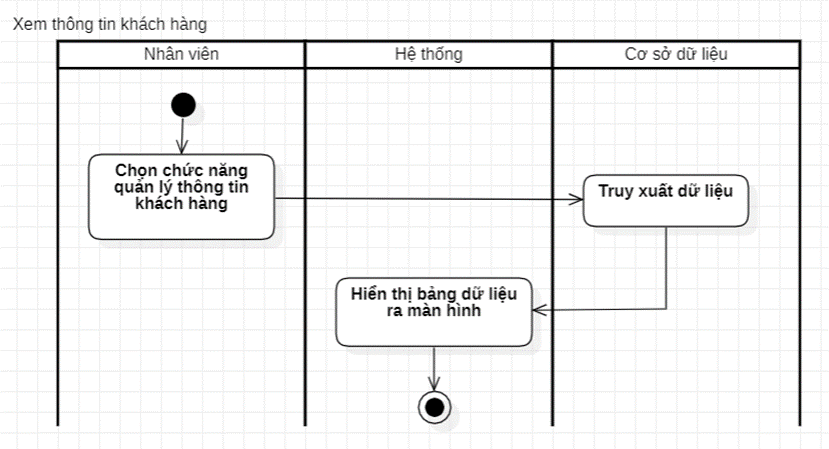 Xem thông tin khách hàng
Nhân viên
Hệ thống
Cơ sở dữ liệu
Chọn chức năng
quản lý thông tin
khách hàng
Truy xuất dữ liệu
Hiển thị bảng dữ liệu
ra màn hình